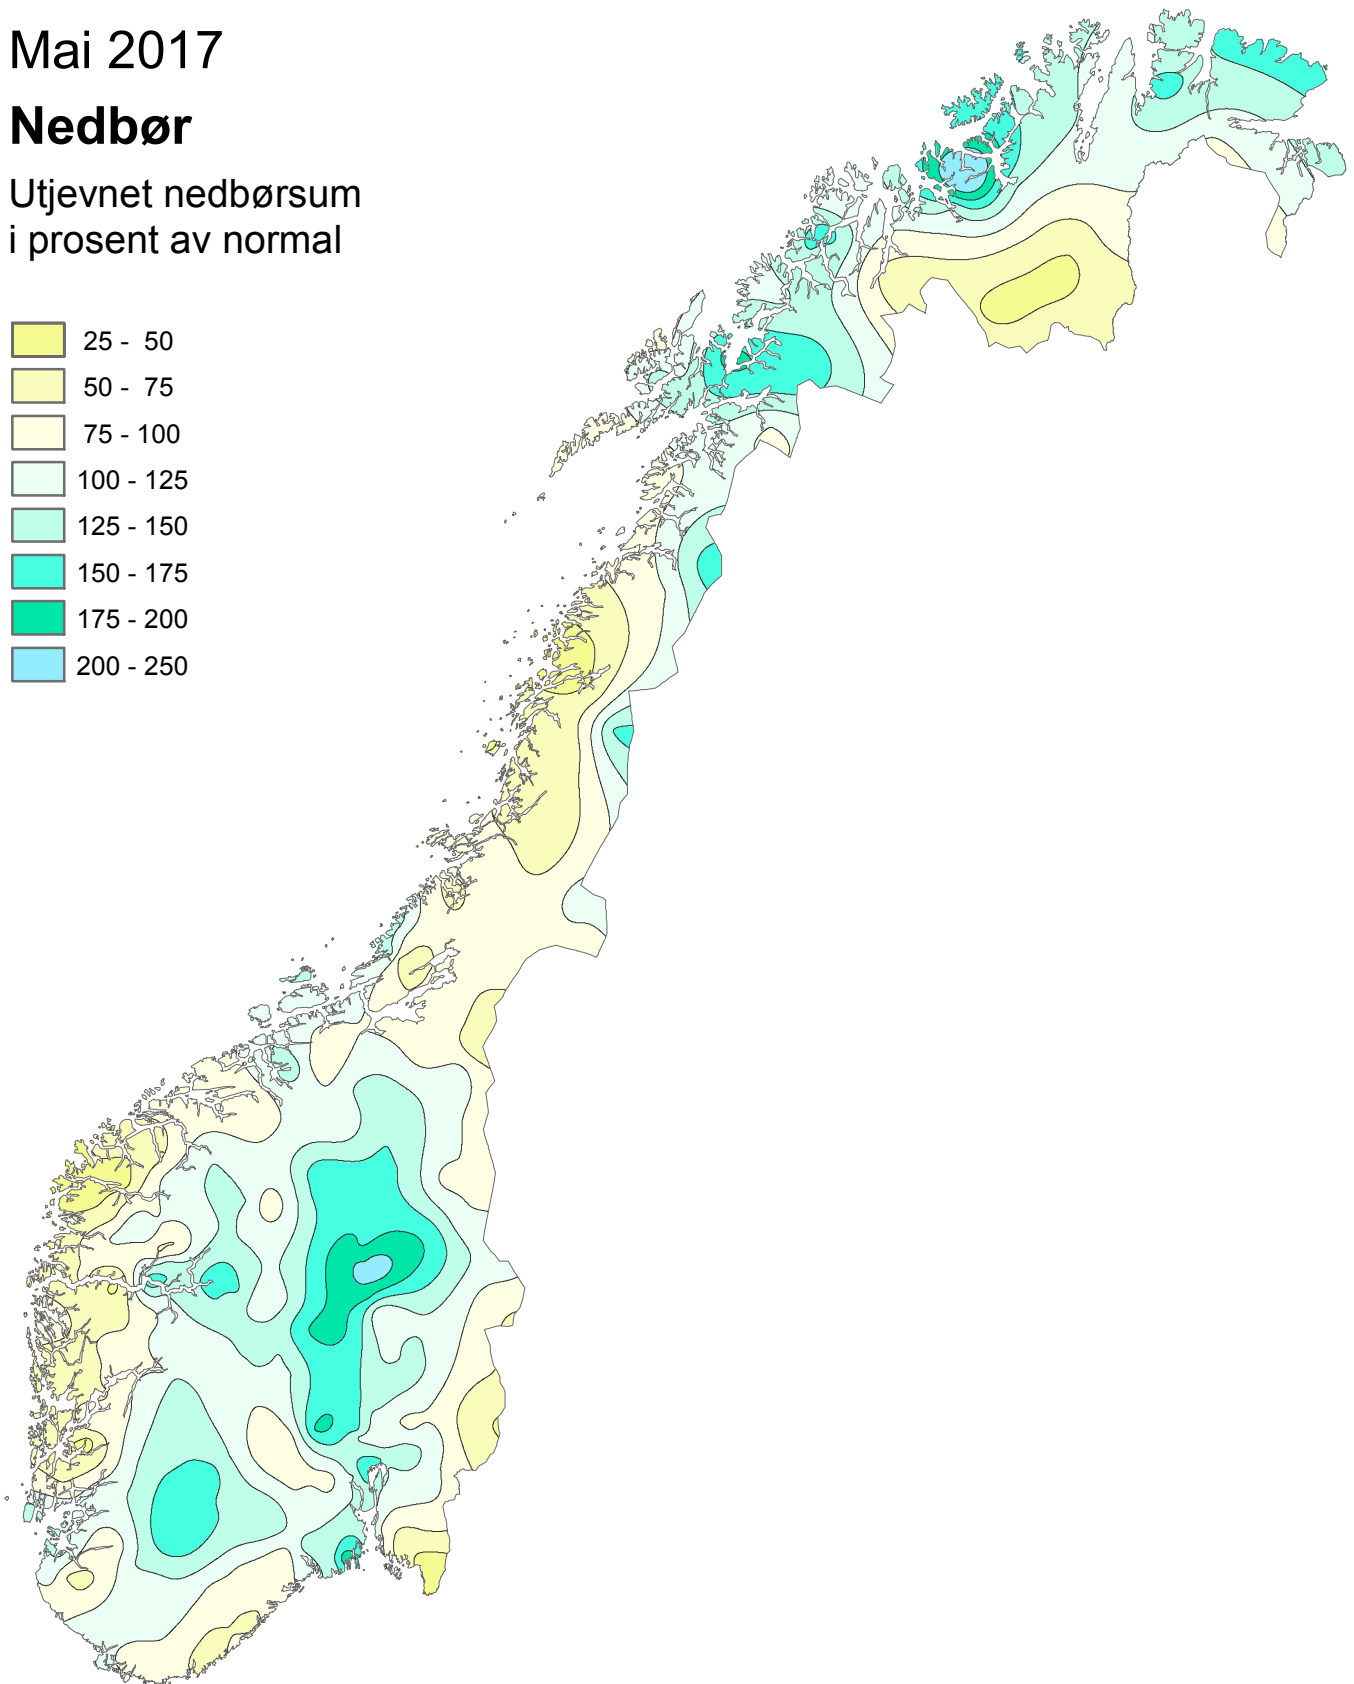 Mai 2017
Nedbør
Utjevnet nedbørsum
i prosent av normal
25 - 50
50 - 75
75 - 100
100 - 125
125 - 150
150 - 175
175 - 200
200 - 250